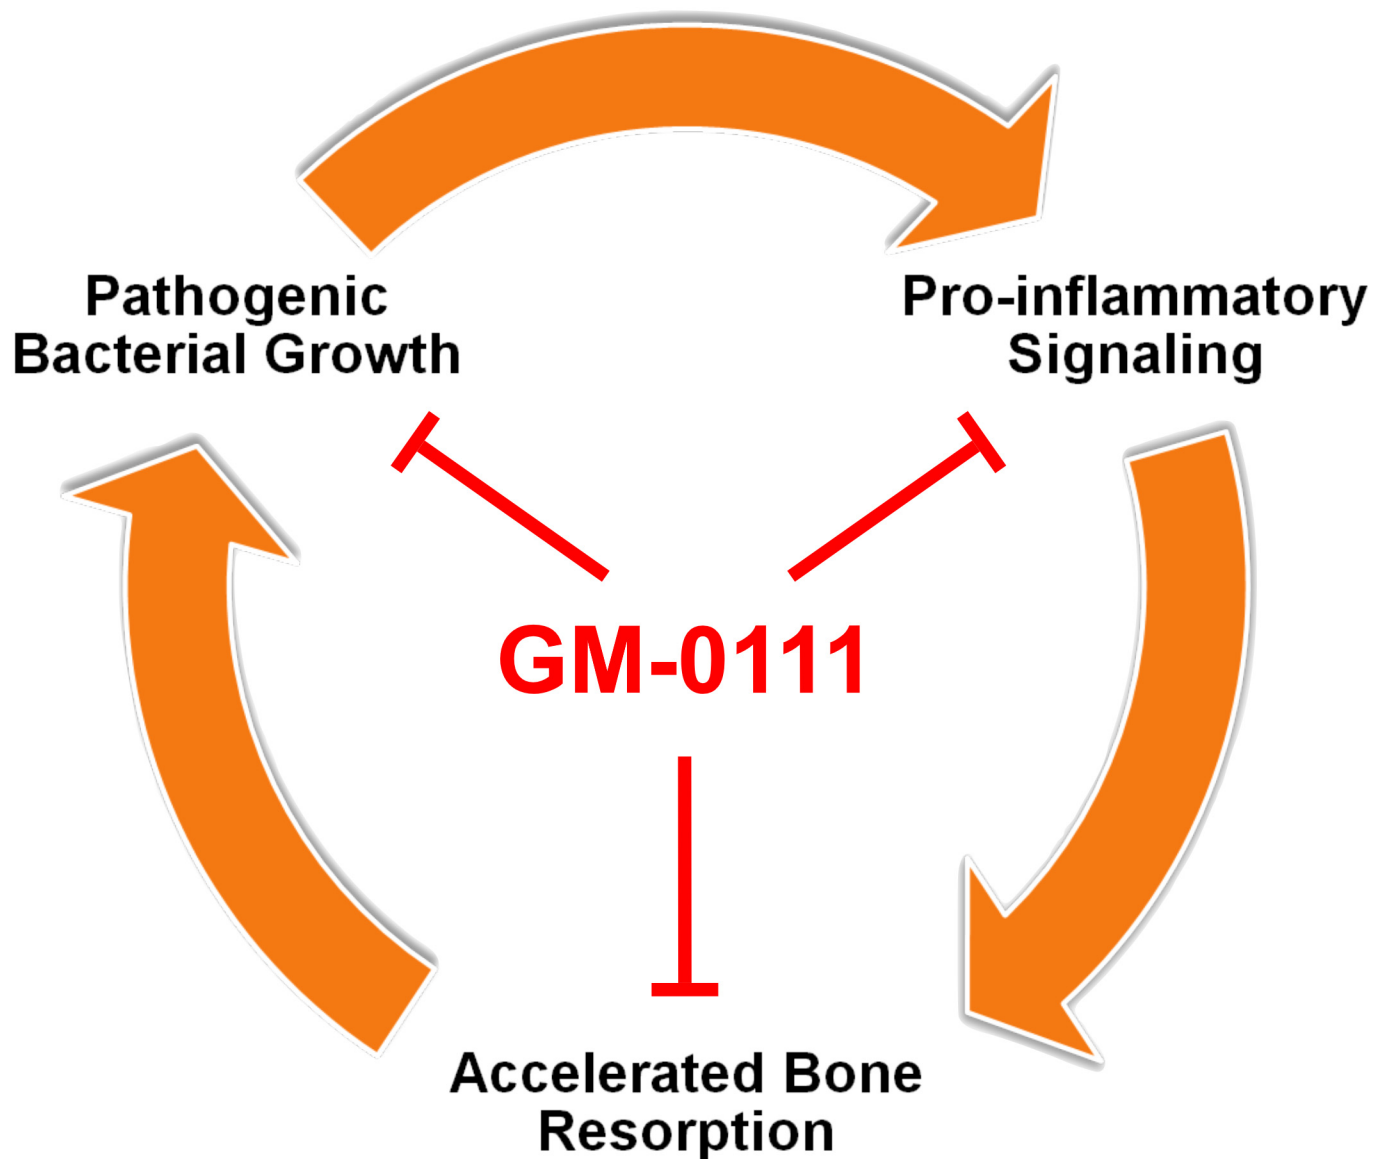 Pathogenic
Bacterial Growth
Pro-inflammatory
Signaling
GM-0111
Accelerated Bone
Resorption